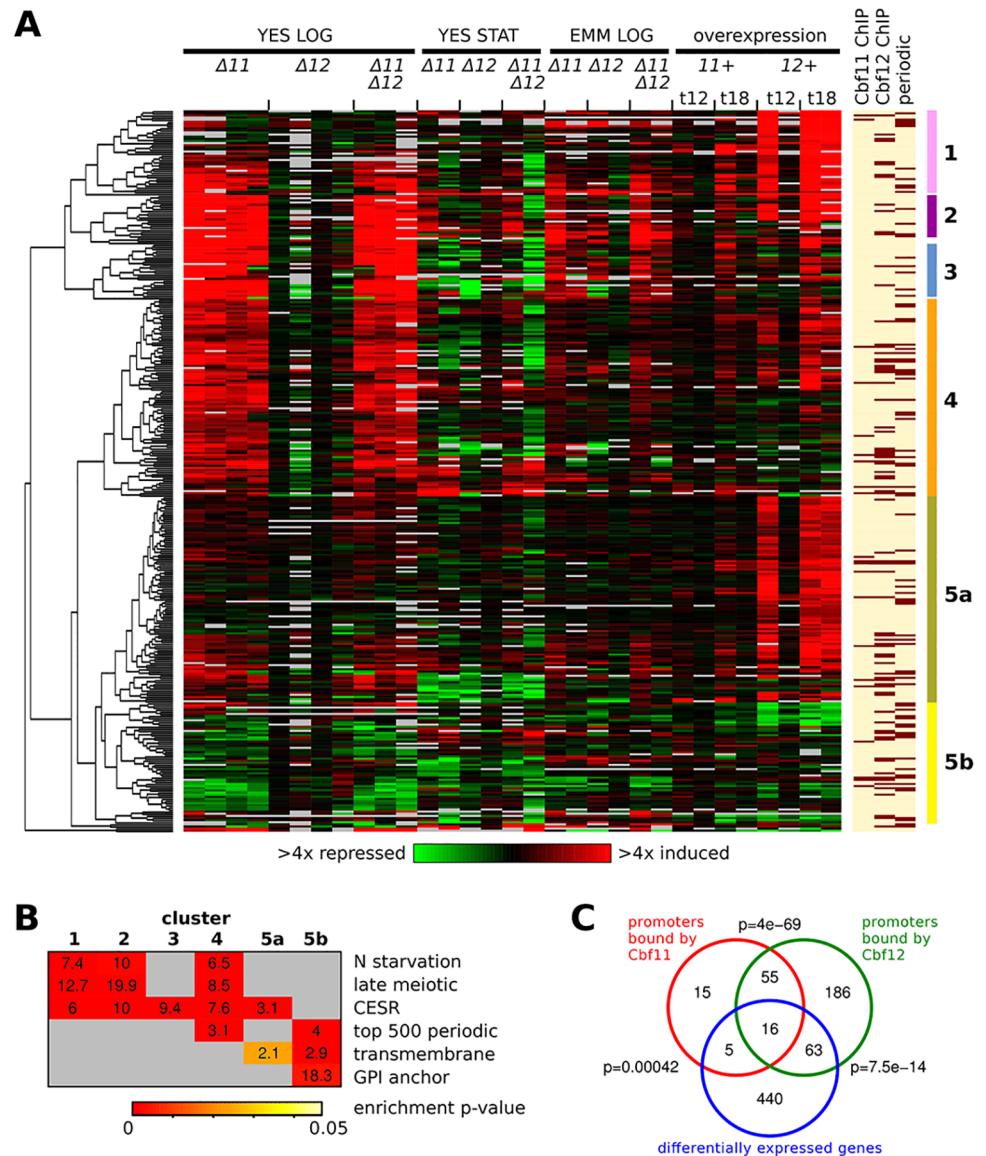 A
YES LOG
YES STAT
EMM LOG
overexpression
Δ11
Δ12
Δ11
Δ12
Δ11
Δ12
Δ11
Δ12
Δ11
Δ12
Δ11
Δ12
11+
12+
t12
t18
t12
t18
Cbf11 ChIP
Cbf12 ChIP
periodic
1
2
3
4
5a
5b
>4x repressed
>4x induced
B
cluster
1 2 3 4 5a 5b
7.4 10 6.5 N starvation
12.7 19.9 8.5 late meiotic
6 10 9.4 7.6 3.1 CESR
3.1 4 top 500 periodic
2.1 2.9 transmembrane
18.3 GPI anchor
enrichment p-value
0 0.05
C
promoters
bound by
Cbf11
p=4e−69
promoters
bound by
Cbf12
15
55
186
16
5
63
p=0.00042
p=7.5e−14
440
differentially expressed genes